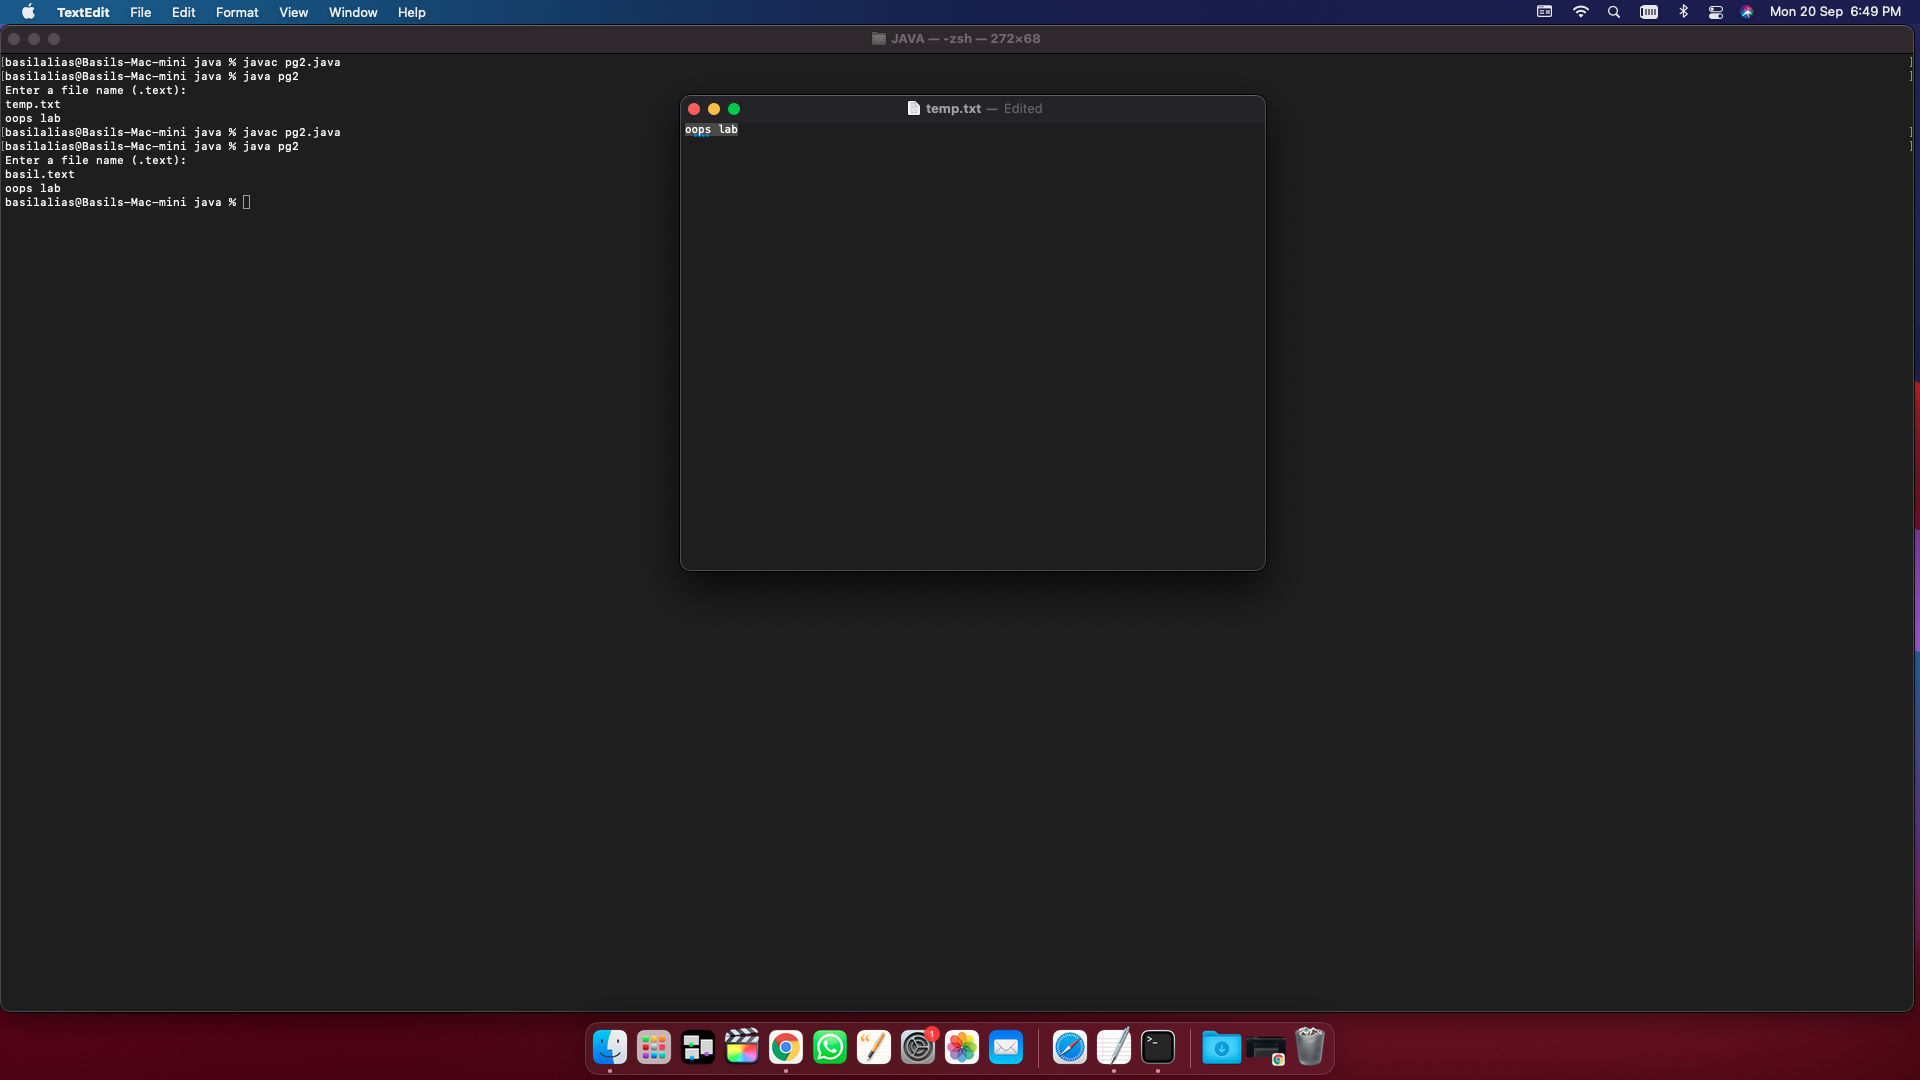 TextEdit File Edit Format View Window Help Mon 20 Sep 6:49 PM
JAVA — -zsh — 272×68
[basilalias@Basils-Mac-mini java % javac pg2.java ]
[basilalias@Basils-Mac-mini java % java pg2 ]
Enter a file name (.text):
temp.txt
oops lab
[basilalias@Basils-Mac-mini java % javac pg2.java ]
[basilalias@Basils-Mac-mini java % java pg2 ]
Enter a file name (.text):
basil.text
oops lab
basilalias@Basils-Mac-mini java %
temp.txt — Edited
oops lab
1